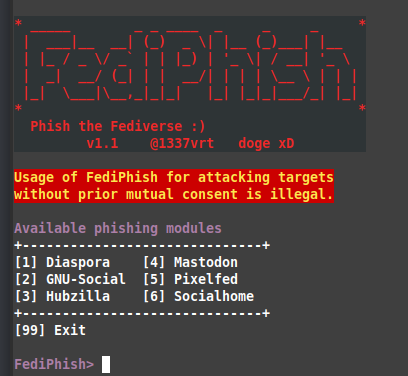 FediPhish
Phish the Fediverse :)
v1.1 @1337vrt doge xD
Usage of FediPhish for attacking targets
without prior mutual consent is illegal.
Available phishing modules
+------------------------------+
[1] Diaspora [4] Mastodon
[2] GNU-Social [5] Pixelfed
[3] Hubzilla [6] Socialhome
+------------------------------+
[99] Exit
FediPhish>